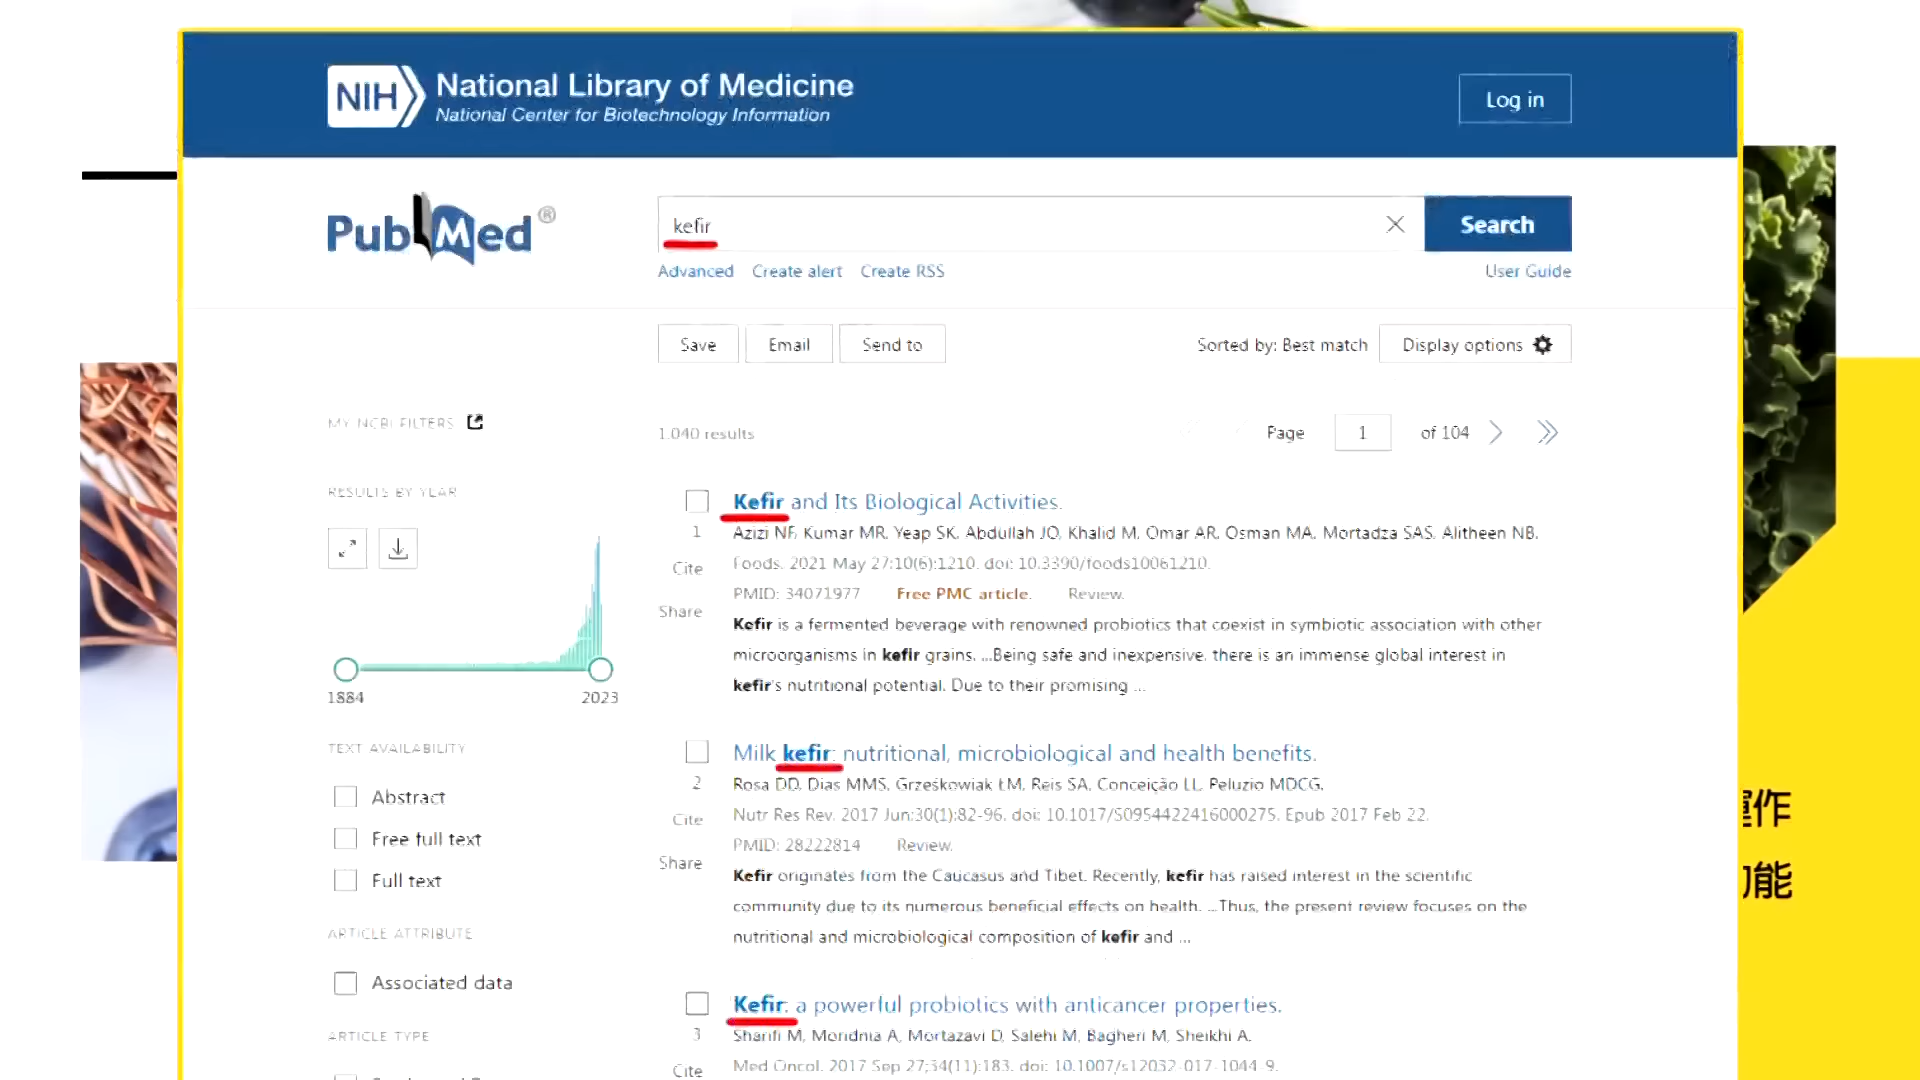 NIH National Library of Medicine
National Center for Biotechnology Information
Log in
PubMed®
kefir
Search
Advanced Create alert Create RSS
User Guide
Save Email Send to
Sorted by: Best match Display options
MY NCBI FILTERS
1,040 results
Page 1 of 104
RESULTS BY YEAR
1884 2023
TEXT AVAILABILITY
Abstract
Free full text
Full text
ARTICLE ATTRIBUTE
Associated data
ARTICLE TYPE
Kefir and Its Biological Activities.
1
Azizi NF, Kumar MR, Yeap SK, Abdullah JO, Khalid M, Omar AR, Osman MA, Mortadza SAS, Alitheen NB.
Cite
Foods. 2021 May 27;10(6):1210. doi: 10.3390/foods10061210.
PMID: 34071977 Free PMC article. Review.
Share
Kefir is a fermented beverage with renowned probiotics that coexist in symbiotic association with other
microorganisms in kefir grains. ...Being safe and inexpensive, there is an immense global interest in
kefir's nutritional potential. Due to their promising ...
Milk kefir: nutritional, microbiological and health benefits.
2
Rosa DD, Dias MMS, Grześkowiak ŁM, Reis SA, Conceição LL, Peluzio MDCG.
Cite
Nutr Res Rev. 2017 Jun;30(1):82-96. doi: 10.1017/S0954422416000275. Epub 2017 Feb 22.
PMID: 28222814 Review.
Share
Kefir originates from the Caucasus and Tibet. Recently, kefir has raised interest in the scientific
community due to its numerous beneficial effects on health. ...Thus, the present review focuses on the
nutritional and microbiological composition of kefir and ...
Kefir: a powerful probiotics with anticancer properties.
3
Sharifi M, Moridnia A, Mortazavi D, Salehi M, Bagheri M, Sheikhi A.
Cite
Med Oncol. 2017 Sep 27;34(11):183. doi: 10.1007/s12032-017-1044-9.
作
能